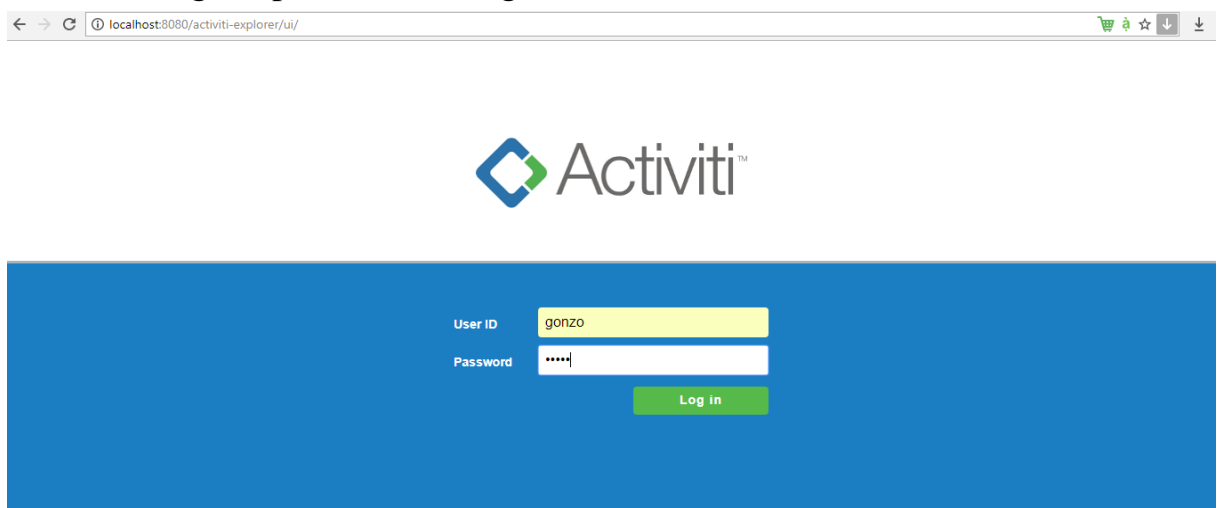 localhost:8080/activiti-explorer/ui/
Activiti™
User ID gonzo
Password •••••
Log in